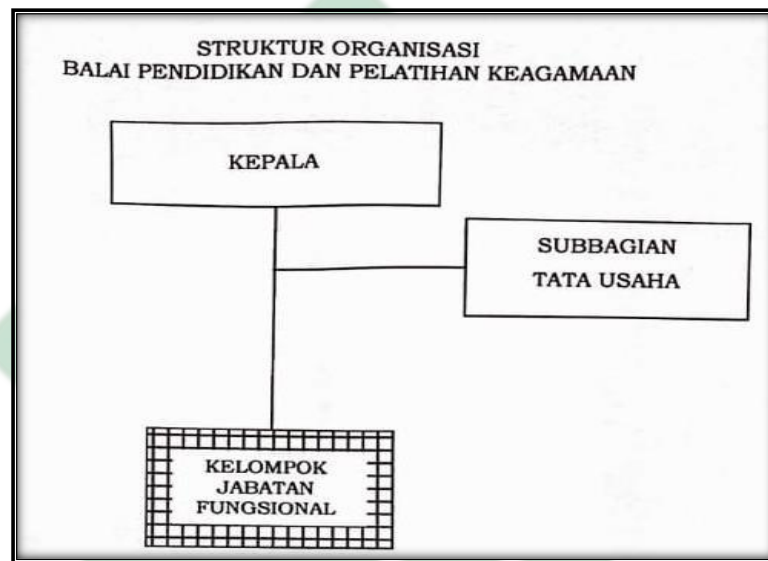 STRUKTUR ORGANISASI
BALAI PENDIDIKAN DAN PELATIHAN KEAGAMAAN
KEPALA
SUBBAGIAN
TATA USAHA
KELOMPOK
JABATAN
FUNGSIONAL